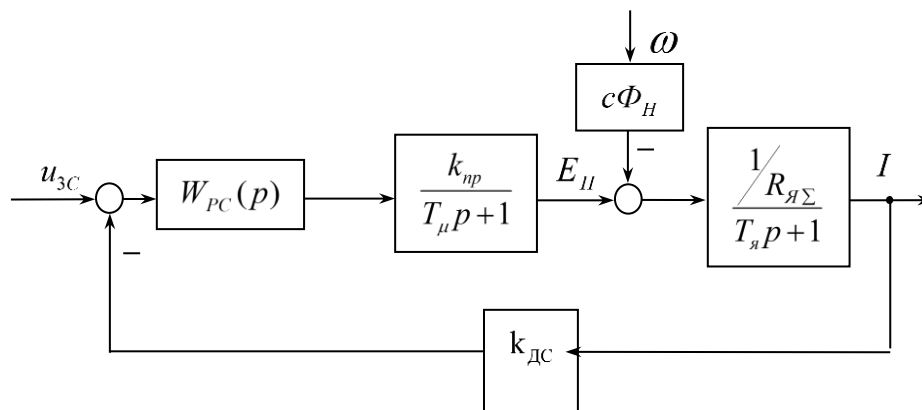 ω
cΦ_Н
−
u_ЗС
W_РС(p)
k_пр / (T_μ p + 1)
E_П
1/R_ЯΣ / (T_я p + 1)
I
−
k_ДС